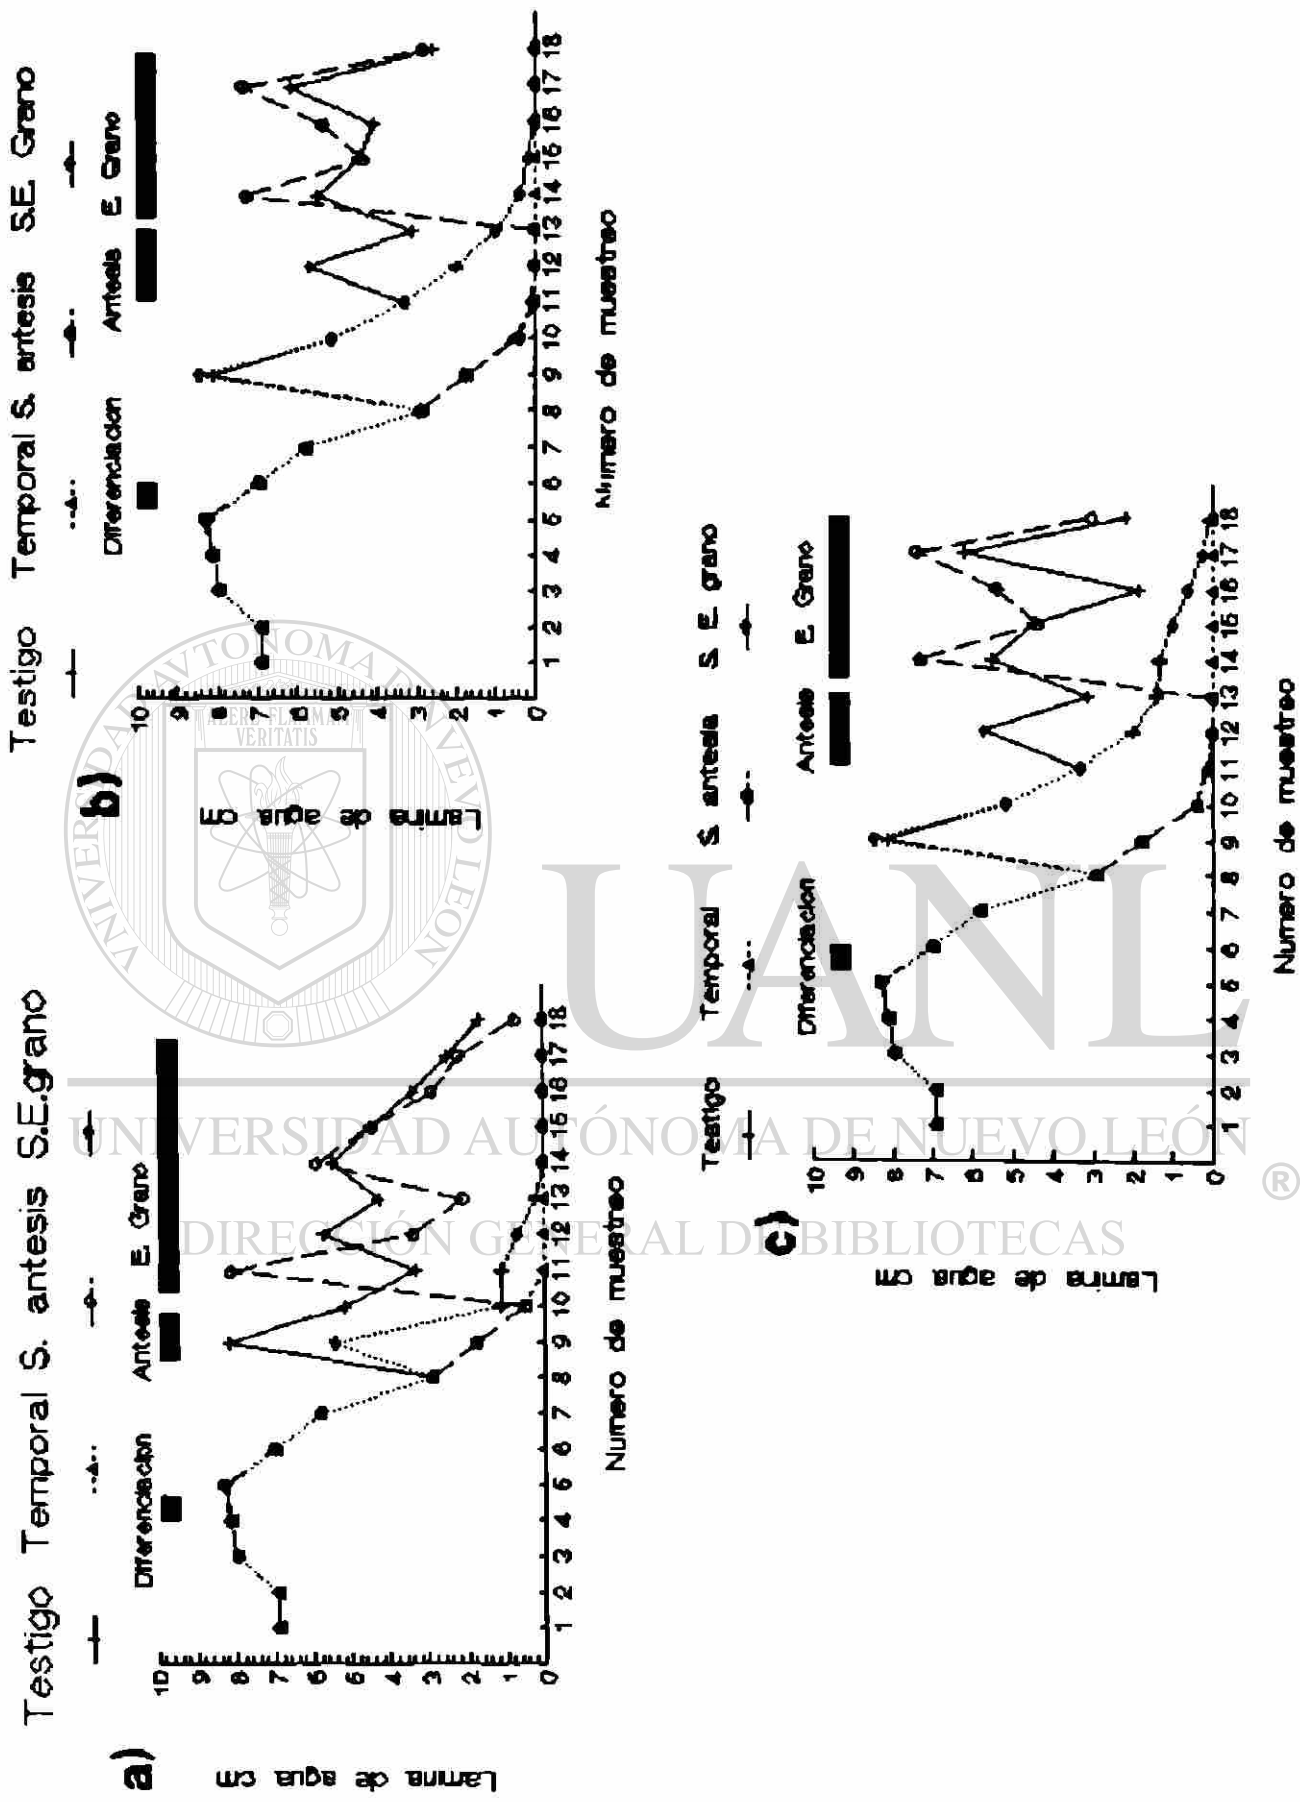 a)
Testigo Temporal S. antesis S.E.grano
Diferenciacion Antesis E. Grano
Lamina de agua cm
10 9 8 7 6 5 4 3 2 1 0
1 2 3 4 5 6 7 8 9 10 11 12 13 14 15 16 17 18
Numero de muestreo
b)
Testigo Temporal S. antesis S.E. Grano
Diferenciacion Antesis E. Grano
Lamina de agua cm
10 9 8 7 6 5 4 3 2 1 0
1 2 3 4 5 6 7 8 9 10 11 12 13 14 15 16 17 18
Numero de muestreo
c)
Testigo Temporal S. antesis S. E. grano
Diferenciacion Antesis E. Grano
Lamina de agua cm
10 9 8 7 6 5 4 3 2 1 0
1 2 3 4 5 6 7 8 9 10 11 12 13 14 15 16 17 18
Numero de muestreo
UNIVERSIDAD AVTONOMA DE NVEVO LEON
ALERE FLAMMAM
VERITATIS
UANL
UNIVERSIDAD AUTÓNOMA DE NUEVO LEÓN
®
DIRECCIÓN GENERAL DE BIBLIOTECAS